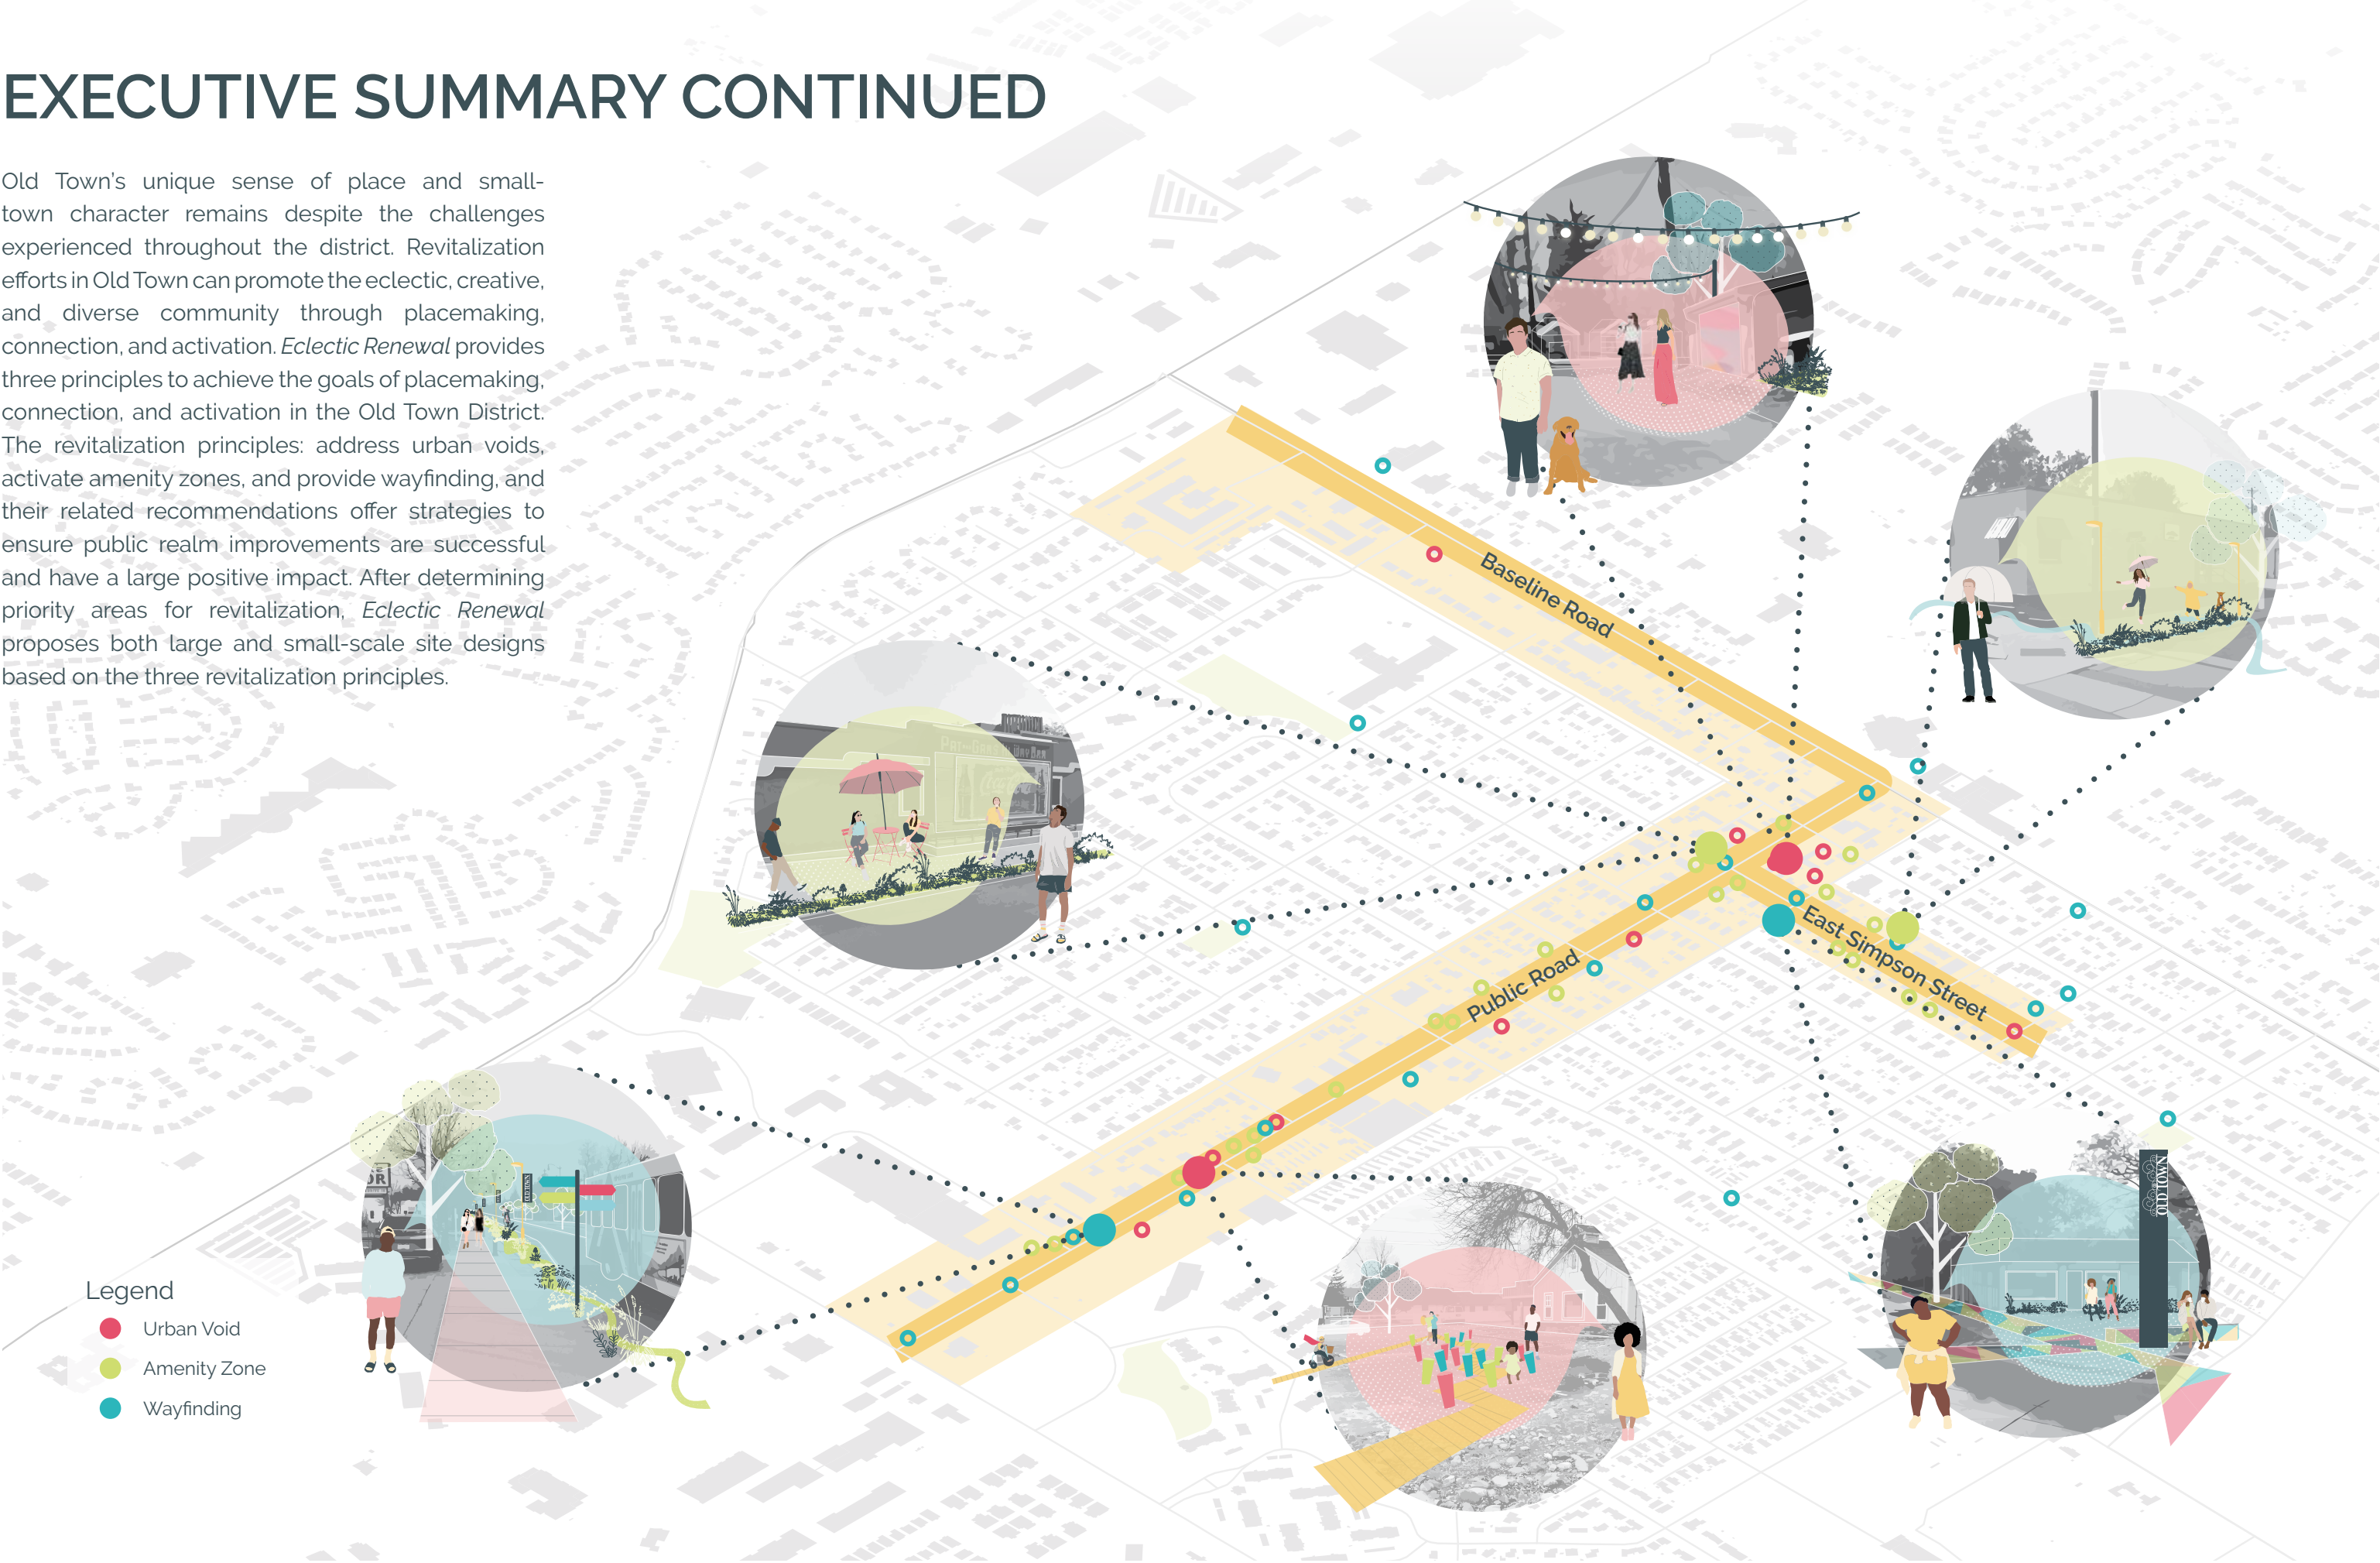 EXECUTIVE SUMMARY CONTINUED
Old Town's unique sense of place and small-
town character remains despite the challenges
experienced throughout the district. Revitalization
efforts in Old Town can promote the eclectic, creative,
and diverse community through placemaking,
connection, and activation. Eclectic Renewal provides
three principles to achieve the goals of placemaking,
connection, and activation in the Old Town District.
The revitalization principles: address urban voids,
activate amenity zones, and provide wayfinding, and
their related recommendations offer strategies to
ensure public realm improvements are successful
and have a large positive impact. After determining
priority areas for revitalization, Eclectic Renewal
proposes both large and small-scale site designs
based on the three revitalization principles.
Baseline Road
East Simpson Street
Public Road
OLD TOWN
OLD TOWN
OR
Legend
Urban Void
Amenity Zone
Wayfinding